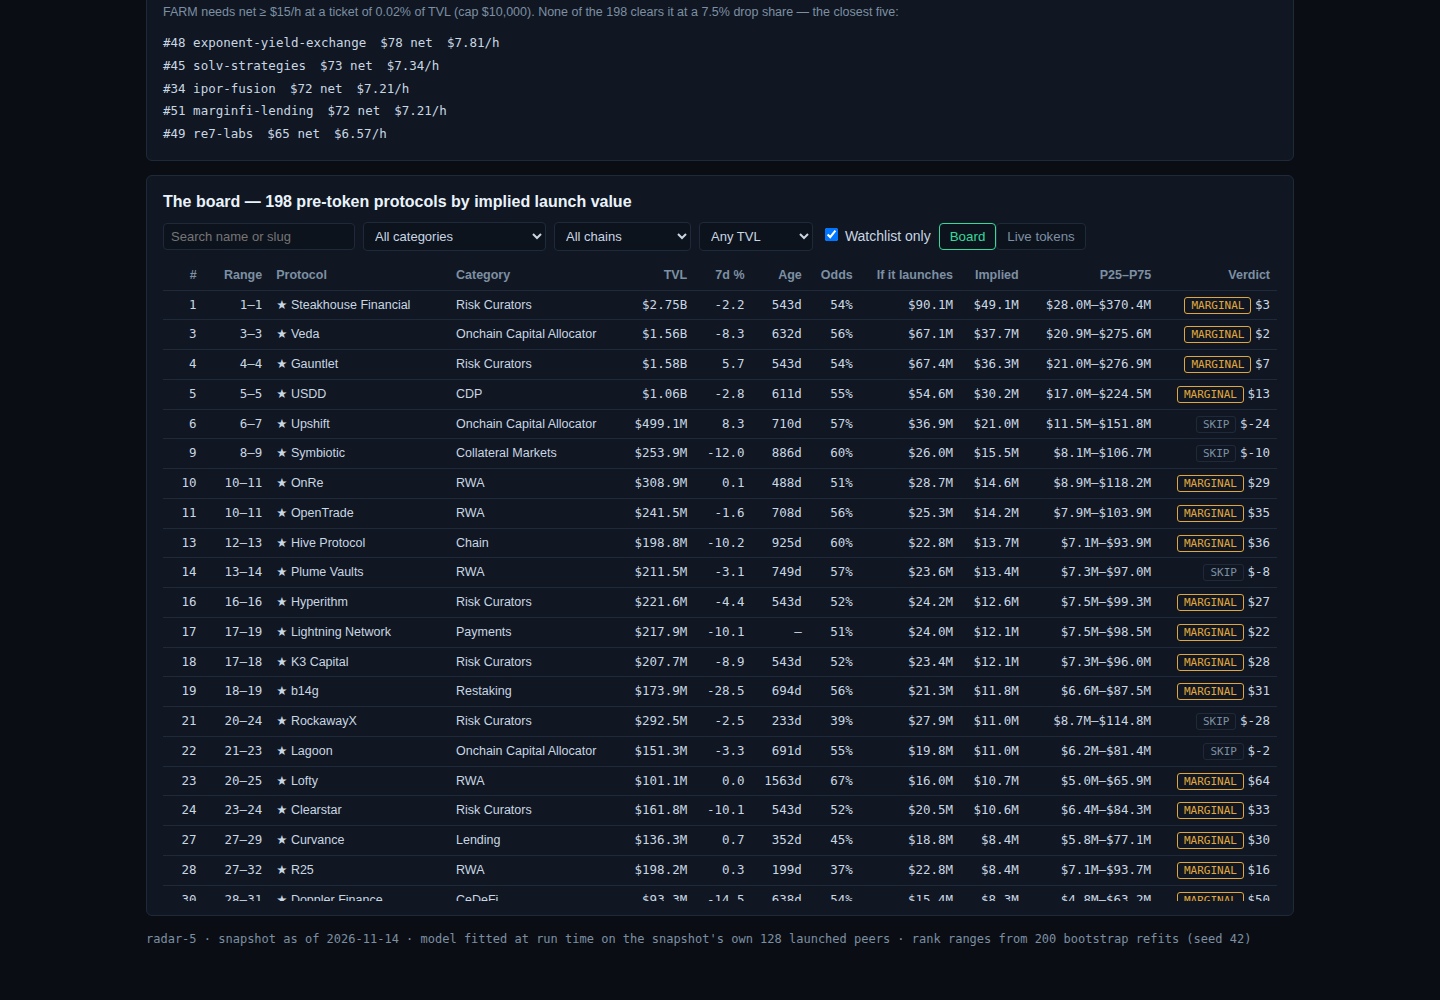 FARM needs net ≥ $15/h at a ticket of 0.02% of TVL (cap $10,000). None of the 198 clears it at a 7.5% drop share — the closest five:
#48 exponent-yield-exchange $78 net $7.81/h
#45 solv-strategies $73 net $7.34/h
#34 ipor-fusion $72 net $7.21/h
#51 marginfi-lending $72 net $7.21/h
#49 re7-labs $65 net $6.57/h
The board — 198 pre-token protocols by implied launch value
Search name or slug All categories All chains Any TVL Watchlist only Board Live tokens
# Range Protocol Category TVL 7d % Age Odds If it launches Implied P25–P75 Verdict
1 1–1 ★ Steakhouse Financial Risk Curators $2.75B -2.2 543d 54% $90.1M $49.1M $28.0M–$370.4M MARGINAL $3
3 3–3 ★ Veda Onchain Capital Allocator $1.56B -8.3 632d 56% $67.1M $37.7M $20.9M–$275.6M MARGINAL $2
4 4–4 ★ Gauntlet Risk Curators $1.58B 5.7 543d 54% $67.4M $36.3M $21.0M–$276.9M MARGINAL $7
5 5–5 ★ USDD CDP $1.06B -2.8 611d 55% $54.6M $30.2M $17.0M–$224.5M MARGINAL $13
6 6–7 ★ Upshift Onchain Capital Allocator $499.1M 8.3 710d 57% $36.9M $21.0M $11.5M–$151.8M SKIP $-24
9 8–9 ★ Symbiotic Collateral Markets $253.9M -12.0 886d 60% $26.0M $15.5M $8.1M–$106.7M SKIP $-10
10 10–11 ★ OnRe RWA $308.9M 0.1 488d 51% $28.7M $14.6M $8.9M–$118.2M MARGINAL $29
11 10–11 ★ OpenTrade RWA $241.5M -1.6 708d 56% $25.3M $14.2M $7.9M–$103.9M MARGINAL $35
13 12–13 ★ Hive Protocol Chain $198.8M -10.2 925d 60% $22.8M $13.7M $7.1M–$93.9M MARGINAL $36
14 13–14 ★ Plume Vaults RWA $211.5M -3.1 749d 57% $23.6M $13.4M $7.3M–$97.0M SKIP $-8
16 16–16 ★ Hyperithm Risk Curators $221.6M -4.4 543d 52% $24.2M $12.6M $7.5M–$99.3M MARGINAL $27
17 17–19 ★ Lightning Network Payments $217.9M -10.1 – 51% $24.0M $12.1M $7.5M–$98.5M MARGINAL $22
18 17–18 ★ K3 Capital Risk Curators $207.7M -8.9 543d 52% $23.4M $12.1M $7.3M–$96.0M MARGINAL $28
19 18–19 ★ b14g Restaking $173.9M -28.5 694d 56% $21.3M $11.8M $6.6M–$87.5M MARGINAL $31
21 20–24 ★ RockawayX Risk Curators $292.5M -2.5 233d 39% $27.9M $11.0M $8.7M–$114.8M SKIP $-28
22 21–23 ★ Lagoon Onchain Capital Allocator $151.3M -3.3 691d 55% $19.8M $11.0M $6.2M–$81.4M SKIP $-2
23 20–25 ★ Lofty RWA $101.1M 0.0 1563d 67% $16.0M $10.7M $5.0M–$65.9M MARGINAL $64
24 23–24 ★ Clearstar Risk Curators $161.8M -10.1 543d 52% $20.5M $10.6M $6.4M–$84.3M MARGINAL $33
27 27–29 ★ Curvance Lending $136.3M 0.7 352d 45% $18.8M $8.4M $5.8M–$77.1M MARGINAL $30
28 27–32 ★ R25 RWA $198.2M 0.3 199d 37% $22.8M $8.4M $7.1M–$93.7M MARGINAL $16
30 28–31 ★ Doppler Finance CeDeFi $93.3M -14.5 638d 54% $15.4M $8.3M $4.8M–$63.2M MARGINAL $50
radar-5 · snapshot as of 2026-11-14 · model fitted at run time on the snapshot's own 128 launched peers · rank ranges from 200 bootstrap refits (seed 42)